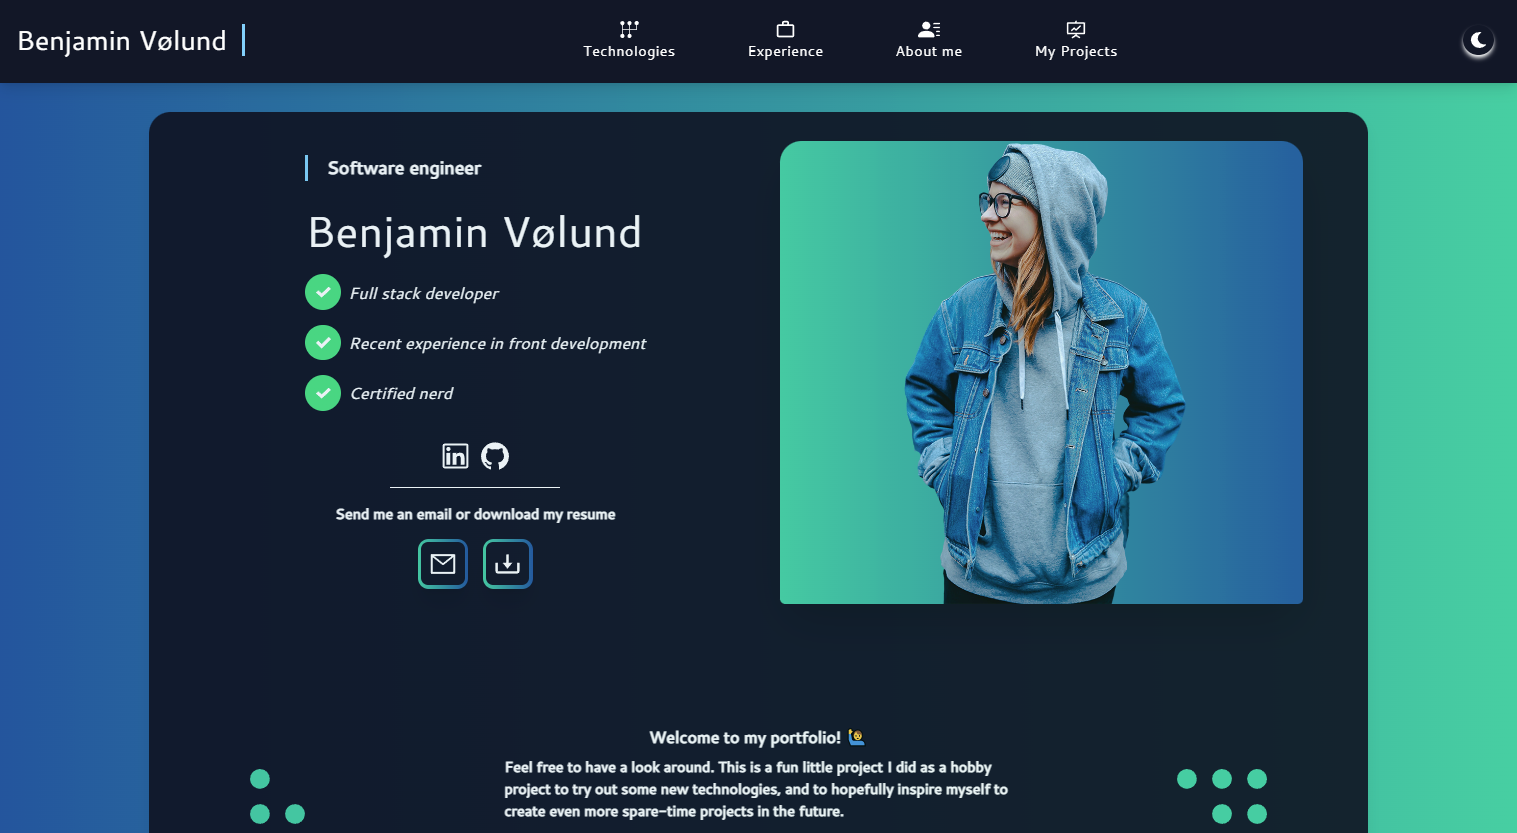 Benjamin Vølund
Technologies
Experience
About me
My Projects
Software engineer
Benjamin Vølund
Full stack developer
Recent experience in front development
Certified nerd
Send me an email or download my resume
Welcome to my portfolio! 🙋‍♂️
Feel free to have a look around. This is a fun little project I did as a hobby
project to try out some new technologies, and to hopefully inspire myself to
create even more spare-time projects in the future.